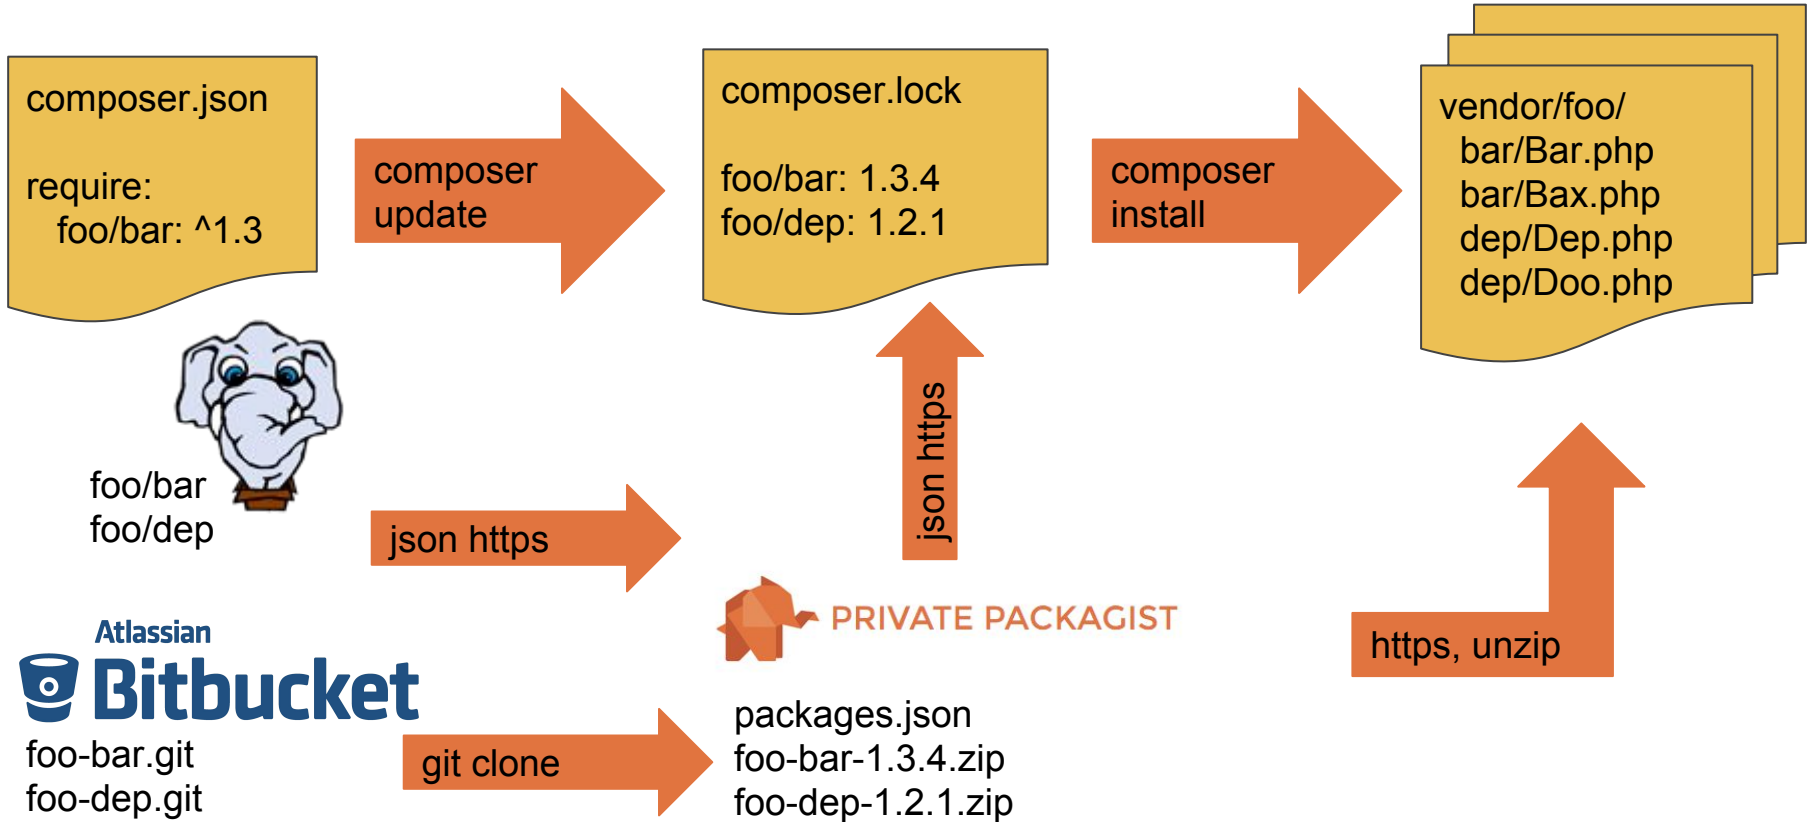 composer.json
require:
foo/bar: ^1.3
composer
update
composer.lock
foo/bar: 1.3.4
foo/dep: 1.2.1
composer
install
vendor/foo/
bar/Bar.php
bar/Bax.php
dep/Dep.php
dep/Doo.php
foo/bar
foo/dep
json https
json https
PRIVATE PACKAGIST
https, unzip
Atlassian
Bitbucket
foo-bar.git
foo-dep.git
git clone
packages.json
foo-bar-1.3.4.zip
foo-dep-1.2.1.zip